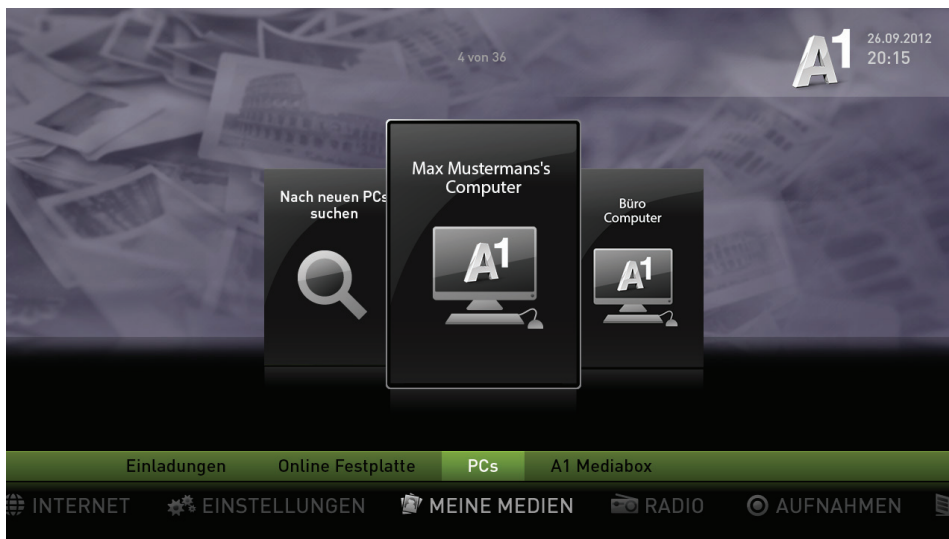 4 von 36
A1
26.09.2012
20:15
Max Mustermans's
Computer
Nach neuen PCs
suchen
Büro
Computer
A1
A1
Einladungen
Online Festplatte
PCs
A1 Mediabox
INTERNET
EINSTELLUNGEN
MEINE MEDIEN
RADIO
AUFNAHMEN